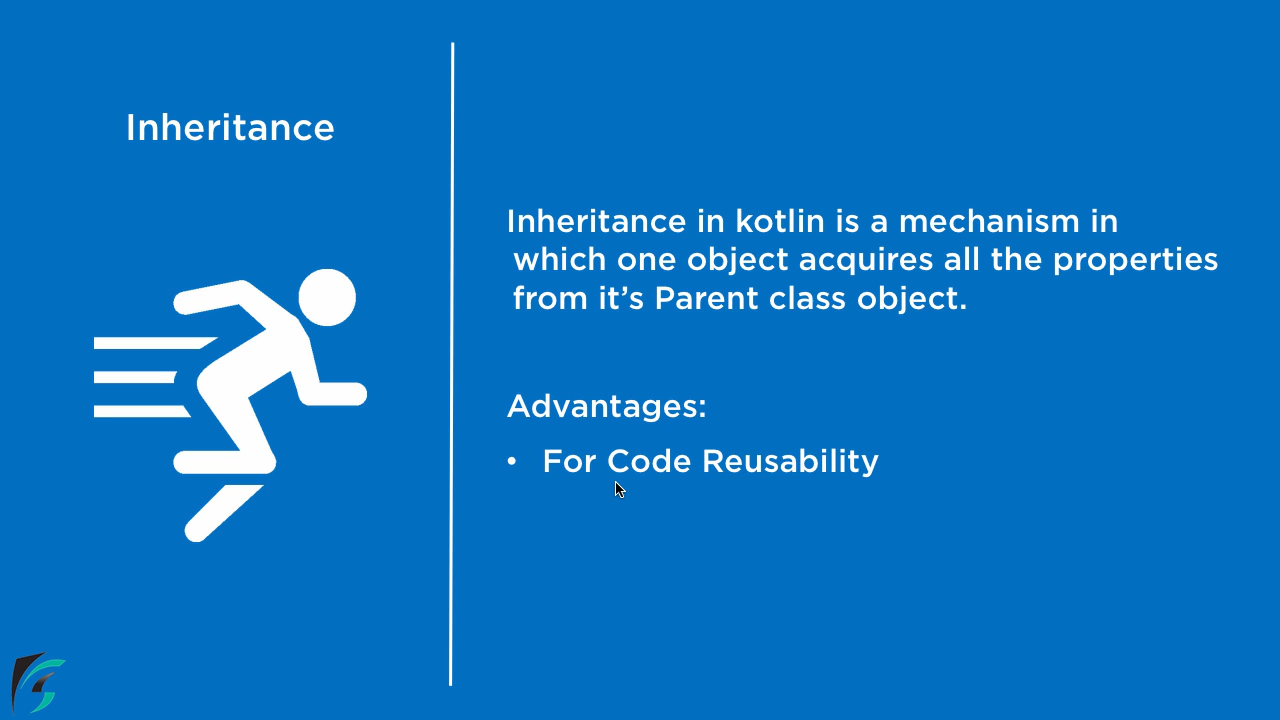 Inheritance
Inheritance in kotlin is a mechanism in
which one object acquires all the properties
from it’s Parent class object.
Advantages:
• For Code Reusability